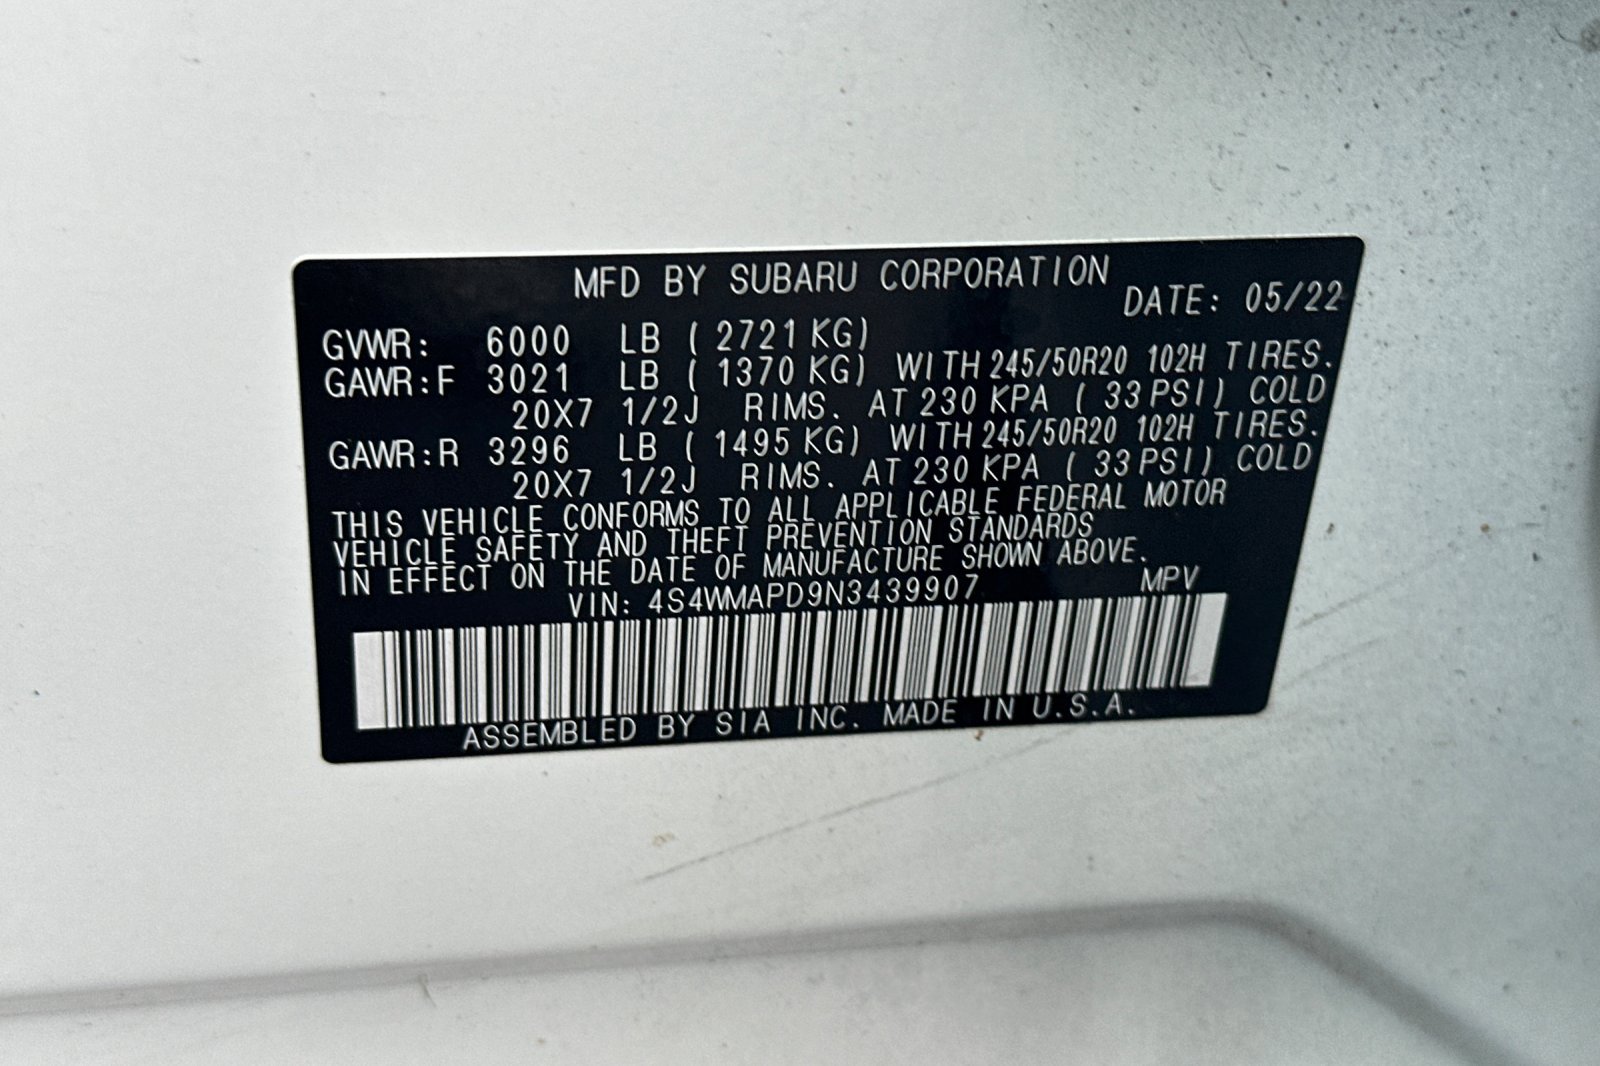 MFD BY SUBARU CORPORATION
DATE: 05/22
GVWR: 6000 LB ( 2721 KG)
GAWR:F 3021 LB ( 1370 KG) WITH 245/50R20 102H TIRES.
20X7 1/2J RIMS. AT 230 KPA ( 33 PSI) COLD
GAWR:R 3296 LB ( 1495 KG) WITH 245/50R20 102H TIRES.
20X7 1/2J RIMS. AT 230 KPA ( 33 PSI) COLD
THIS VEHICLE CONFORMS TO ALL APPLICABLE FEDERAL MOTOR
VEHICLE SAFETY AND THEFT PREVENTION STANDARDS
IN EFFECT ON THE DATE OF MANUFACTURE SHOWN ABOVE.
VIN: 4S4WMAPD9N3439907 MPV
ASSEMBLED BY SIA INC. MADE IN U.S.A.